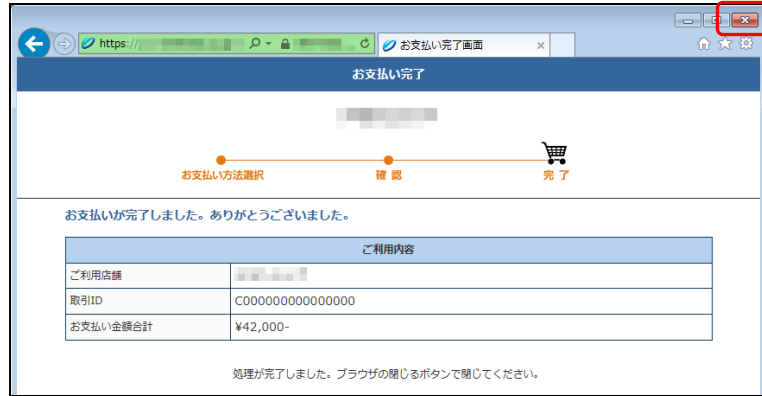 https://
お支払い完了画面
お支払い完了
お支払い方法選択
確 認
完 了
お支払いが完了しました。ありがとうございました。
ご利用内容
ご利用店舗
取引ID C000000000000000
お支払い金額合計 ¥42,000-
処理が完了しました。ブラウザの閉じるボタンで閉じてください。